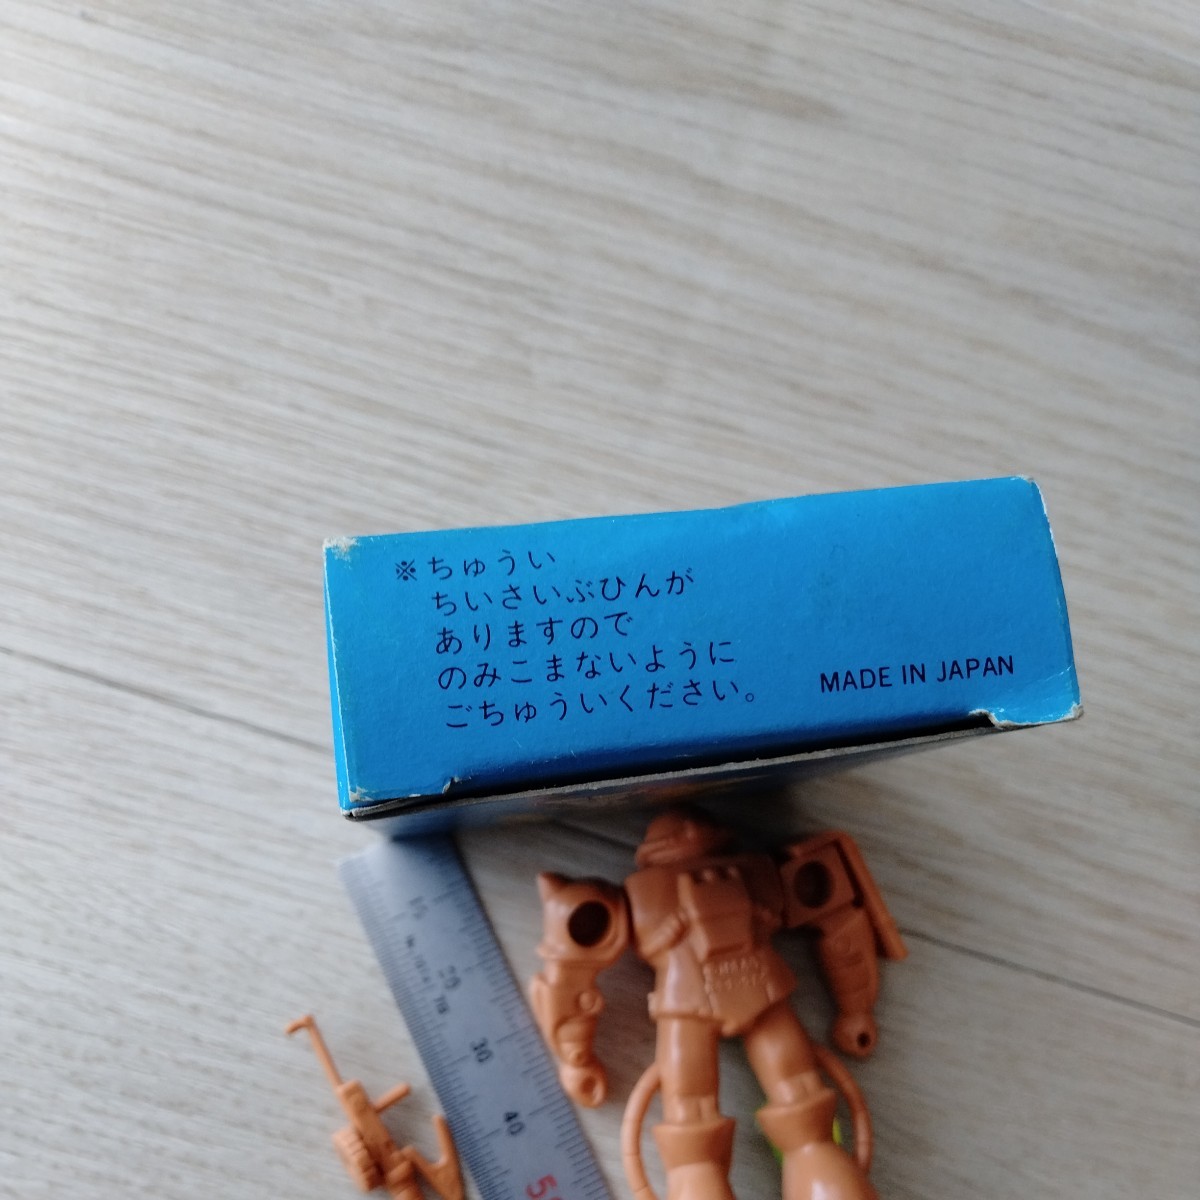 ※ちゅうい
ちいさいぶひんが
ありますので
のみこまないように
ごちゅういください。
MADE IN JAPAN
30
40